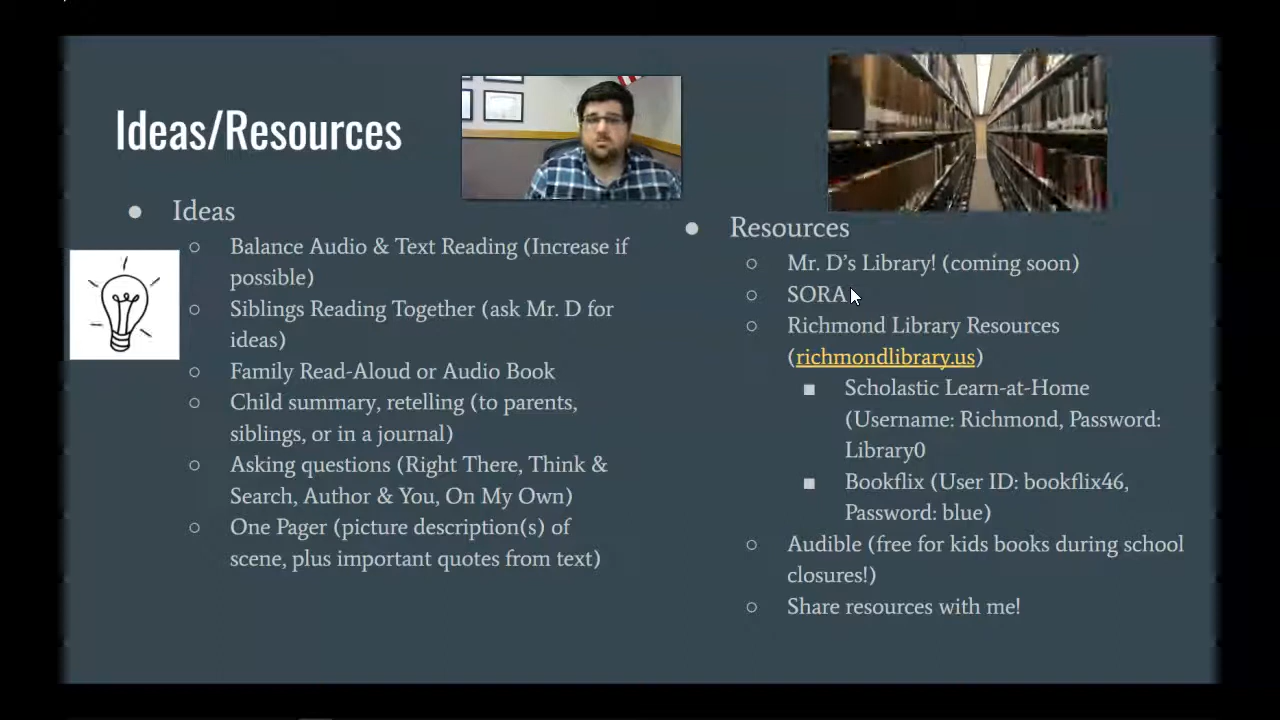 Ideas/Resources
● Ideas
○ Balance Audio & Text Reading (Increase if
possible)
○ Siblings Reading Together (ask Mr. D for
ideas)
○ Family Read-Aloud or Audio Book
○ Child summary, retelling (to parents,
siblings, or in a journal)
○ Asking questions (Right There, Think &
Search, Author & You, On My Own)
○ One Pager (picture description(s) of
scene, plus important quotes from text)
● Resources
○ Mr. D’s Library! (coming soon)
○ SORA
○ Richmond Library Resources
(richmondlibrary.us)
■ Scholastic Learn-at-Home
(Username: Richmond, Password:
Library0
■ Bookflix (User ID: bookflix46,
Password: blue)
○ Audible (free for kids books during school
closures!)
○ Share resources with me!